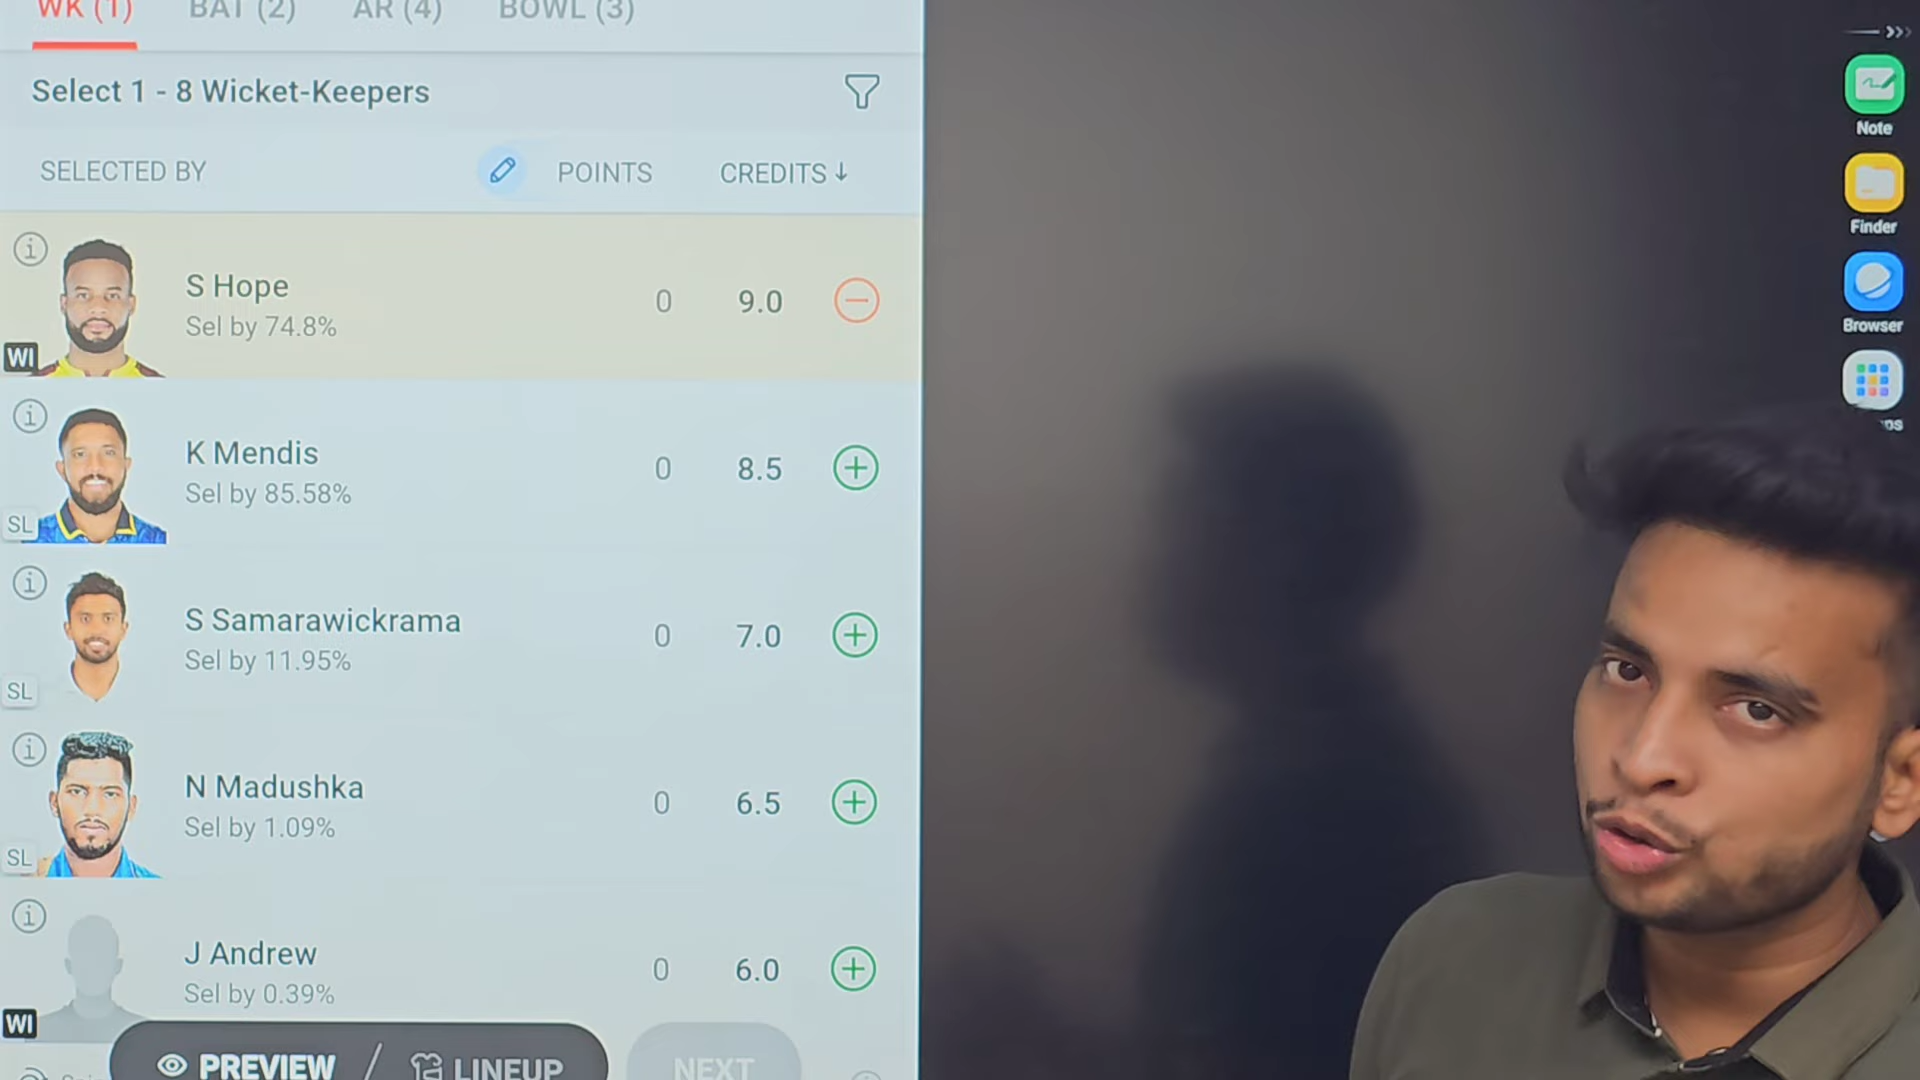 WK (1) BAT (2) AR (4) BOWL (3)
Select 1 - 8 Wicket-Keepers
SELECTED BY POINTS CREDITS ↓
S Hope
Sel by 74.8%
0 9.0
WI
K Mendis
Sel by 85.58%
0 8.5
SL
S Samarawickrama
Sel by 11.95%
0 7.0
SL
N Madushka
Sel by 1.09%
0 6.5
SL
J Andrew
Sel by 0.39%
0 6.0
WI
PREVIEW / LINEUP
NEXT
Note
Finder
Browser